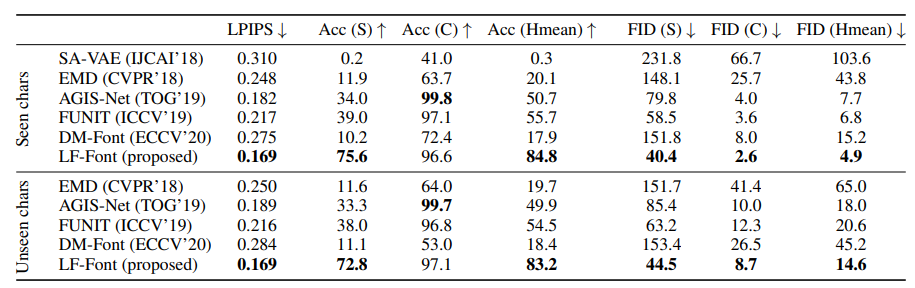 LPIPS ↓ Acc (S) ↑ Acc (C) ↑ Acc (Hmean) ↑ FID (S) ↓ FID (C) ↓ FID (Hmean) ↓
Seen chars
SA-VAE (IJCAI'18) 0.310 0.2 41.0 0.3 231.8 66.7 103.6
EMD (CVPR'18) 0.248 11.9 63.7 20.1 148.1 25.7 43.8
AGIS-Net (TOG'19) 0.182 34.0 99.8 50.7 79.8 4.0 7.7
FUNIT (ICCV'19) 0.217 39.0 97.1 55.7 58.5 3.6 6.8
DM-Font (ECCV'20) 0.275 10.2 72.4 17.9 151.8 8.0 15.2
LF-Font (proposed) 0.169 75.6 96.6 84.8 40.4 2.6 4.9
Unseen chars
EMD (CVPR'18) 0.250 11.6 64.0 19.7 151.7 41.4 65.0
AGIS-Net (TOG'19) 0.189 33.3 99.7 49.9 85.4 10.0 18.0
FUNIT (ICCV'19) 0.216 38.0 96.8 54.5 63.2 12.3 20.6
DM-Font (ECCV'20) 0.284 11.1 53.0 18.4 153.4 26.5 45.2
LF-Font (proposed) 0.169 72.8 97.1 83.2 44.5 8.7 14.6